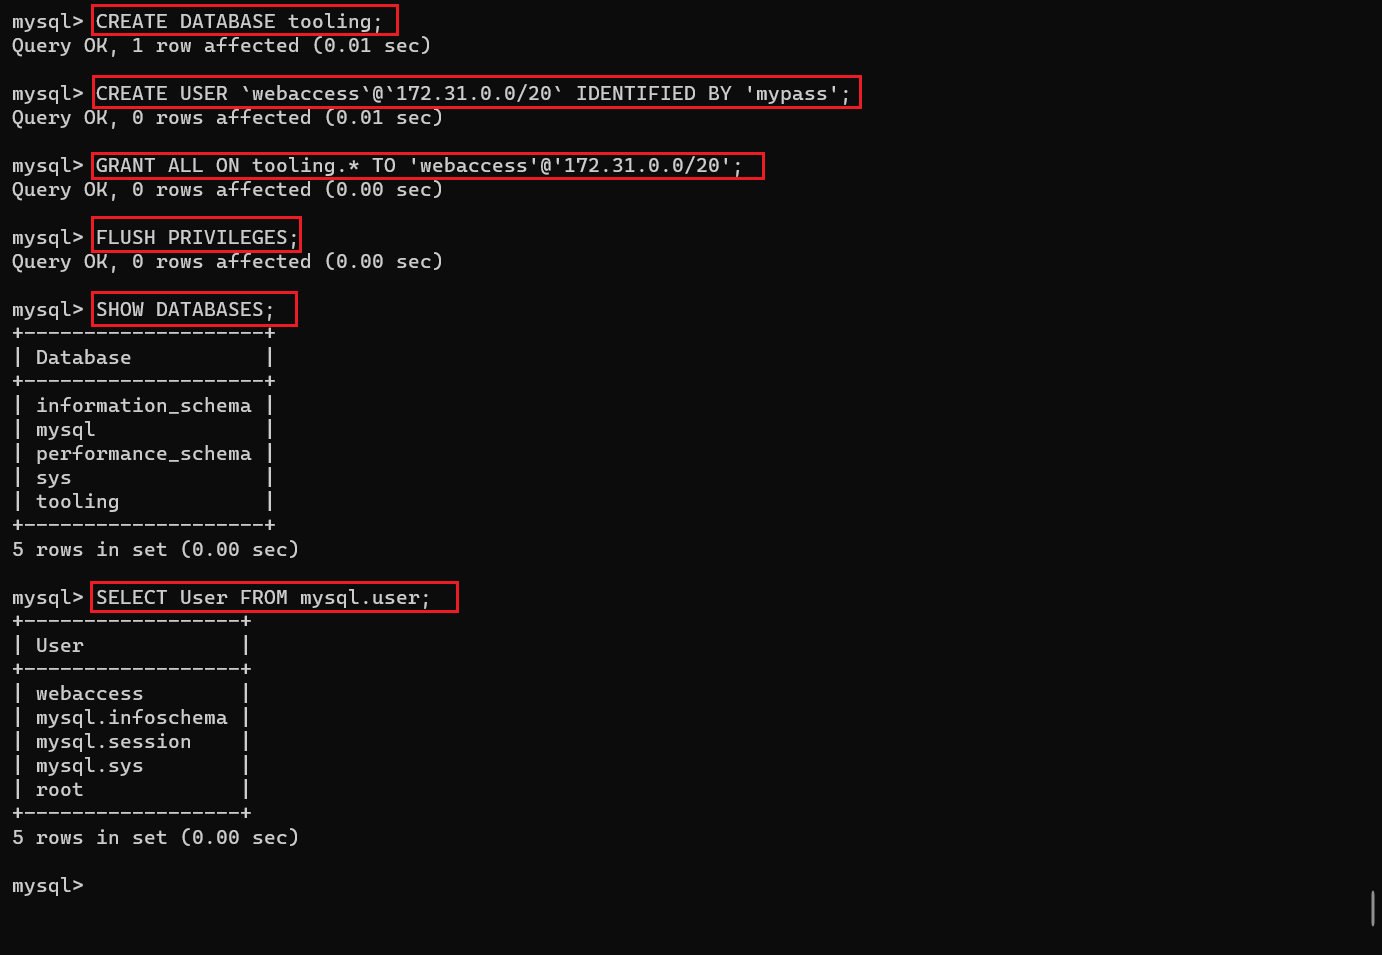 mysql> CREATE DATABASE tooling;
Query OK, 1 row affected (0.01 sec)
mysql> CREATE USER `webaccess`@`172.31.0.0/20` IDENTIFIED BY 'mypass';
Query OK, 0 rows affected (0.01 sec)
mysql> GRANT ALL ON tooling.* TO 'webaccess'@'172.31.0.0/20';
Query OK, 0 rows affected (0.00 sec)
mysql> FLUSH PRIVILEGES;
Query OK, 0 rows affected (0.00 sec)
mysql> SHOW DATABASES;
+--------------------+
| Database           |
+--------------------+
| information_schema |
| mysql              |
| performance_schema |
| sys                |
| tooling            |
+--------------------+
5 rows in set (0.00 sec)
mysql> SELECT User FROM mysql.user;
+------------------+
| User             |
+------------------+
| webaccess        |
| mysql.infoschema |
| mysql.session    |
| mysql.sys        |
| root             |
+------------------+
5 rows in set (0.00 sec)
mysql>